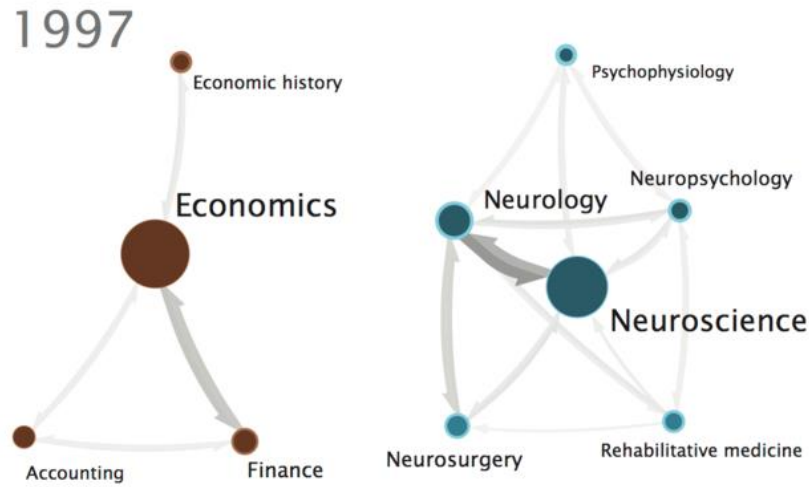 1997
Economic history
Economics
Accounting
Finance
Psychophysiology
Neuropsychology
Neurology
Neuroscience
Neurosurgery
Rehabilitative medicine